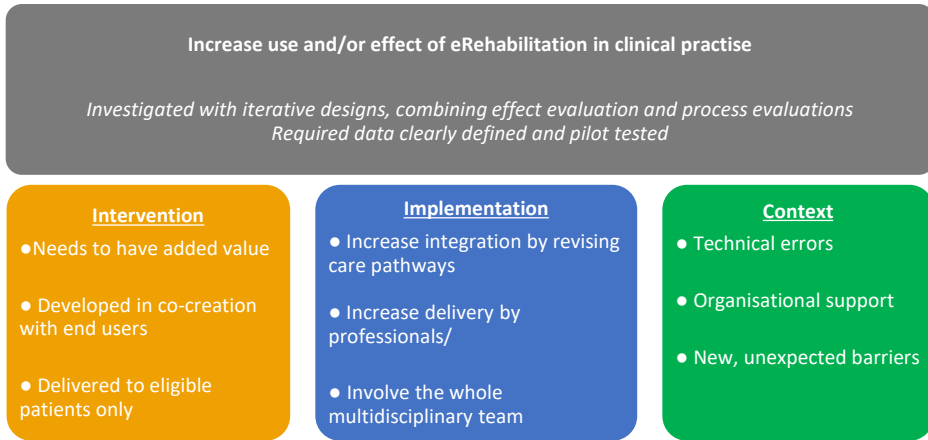 Increase use and/or effect of eRehabilitation in clinical practise
Investigated with iterative designs, combining effect evaluation and process evaluations
Required data clearly defined and pilot tested
Intervention
●Needs to have added value
● Developed in co-creation
with end users
● Delivered to eligible
patients only
Implementation
● Increase integration by revising
care pathways
● Increase delivery by
professionals/
● Involve the whole
multidisciplinary team
Context
● Technical errors
● Organisational support
● New, unexpected barriers